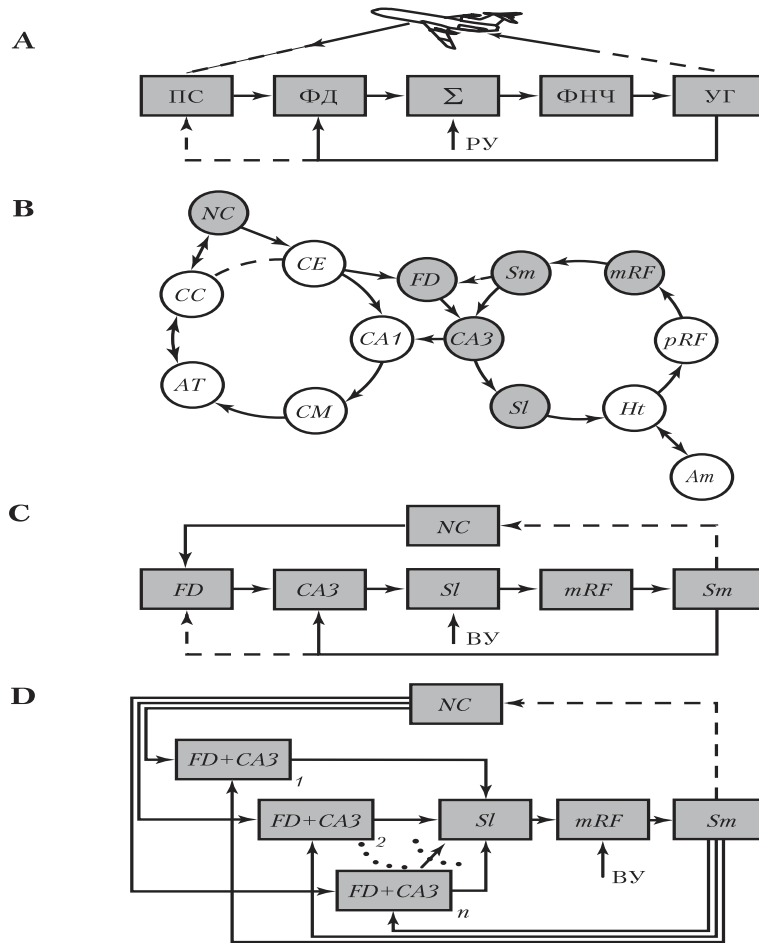 A
ПС ФД Σ ФНЧ УГ
РУ
B
NC
CE
FD Sm mRF
CC
CA1 CA3 pRF
AT
CM Sl Ht
Am
C
NC
FD CA3 Sl mRF Sm
ВУ
D
NC
FD+CA3 1
FD+CA3 2 Sl mRF Sm
ВУ
FD+CA3 n